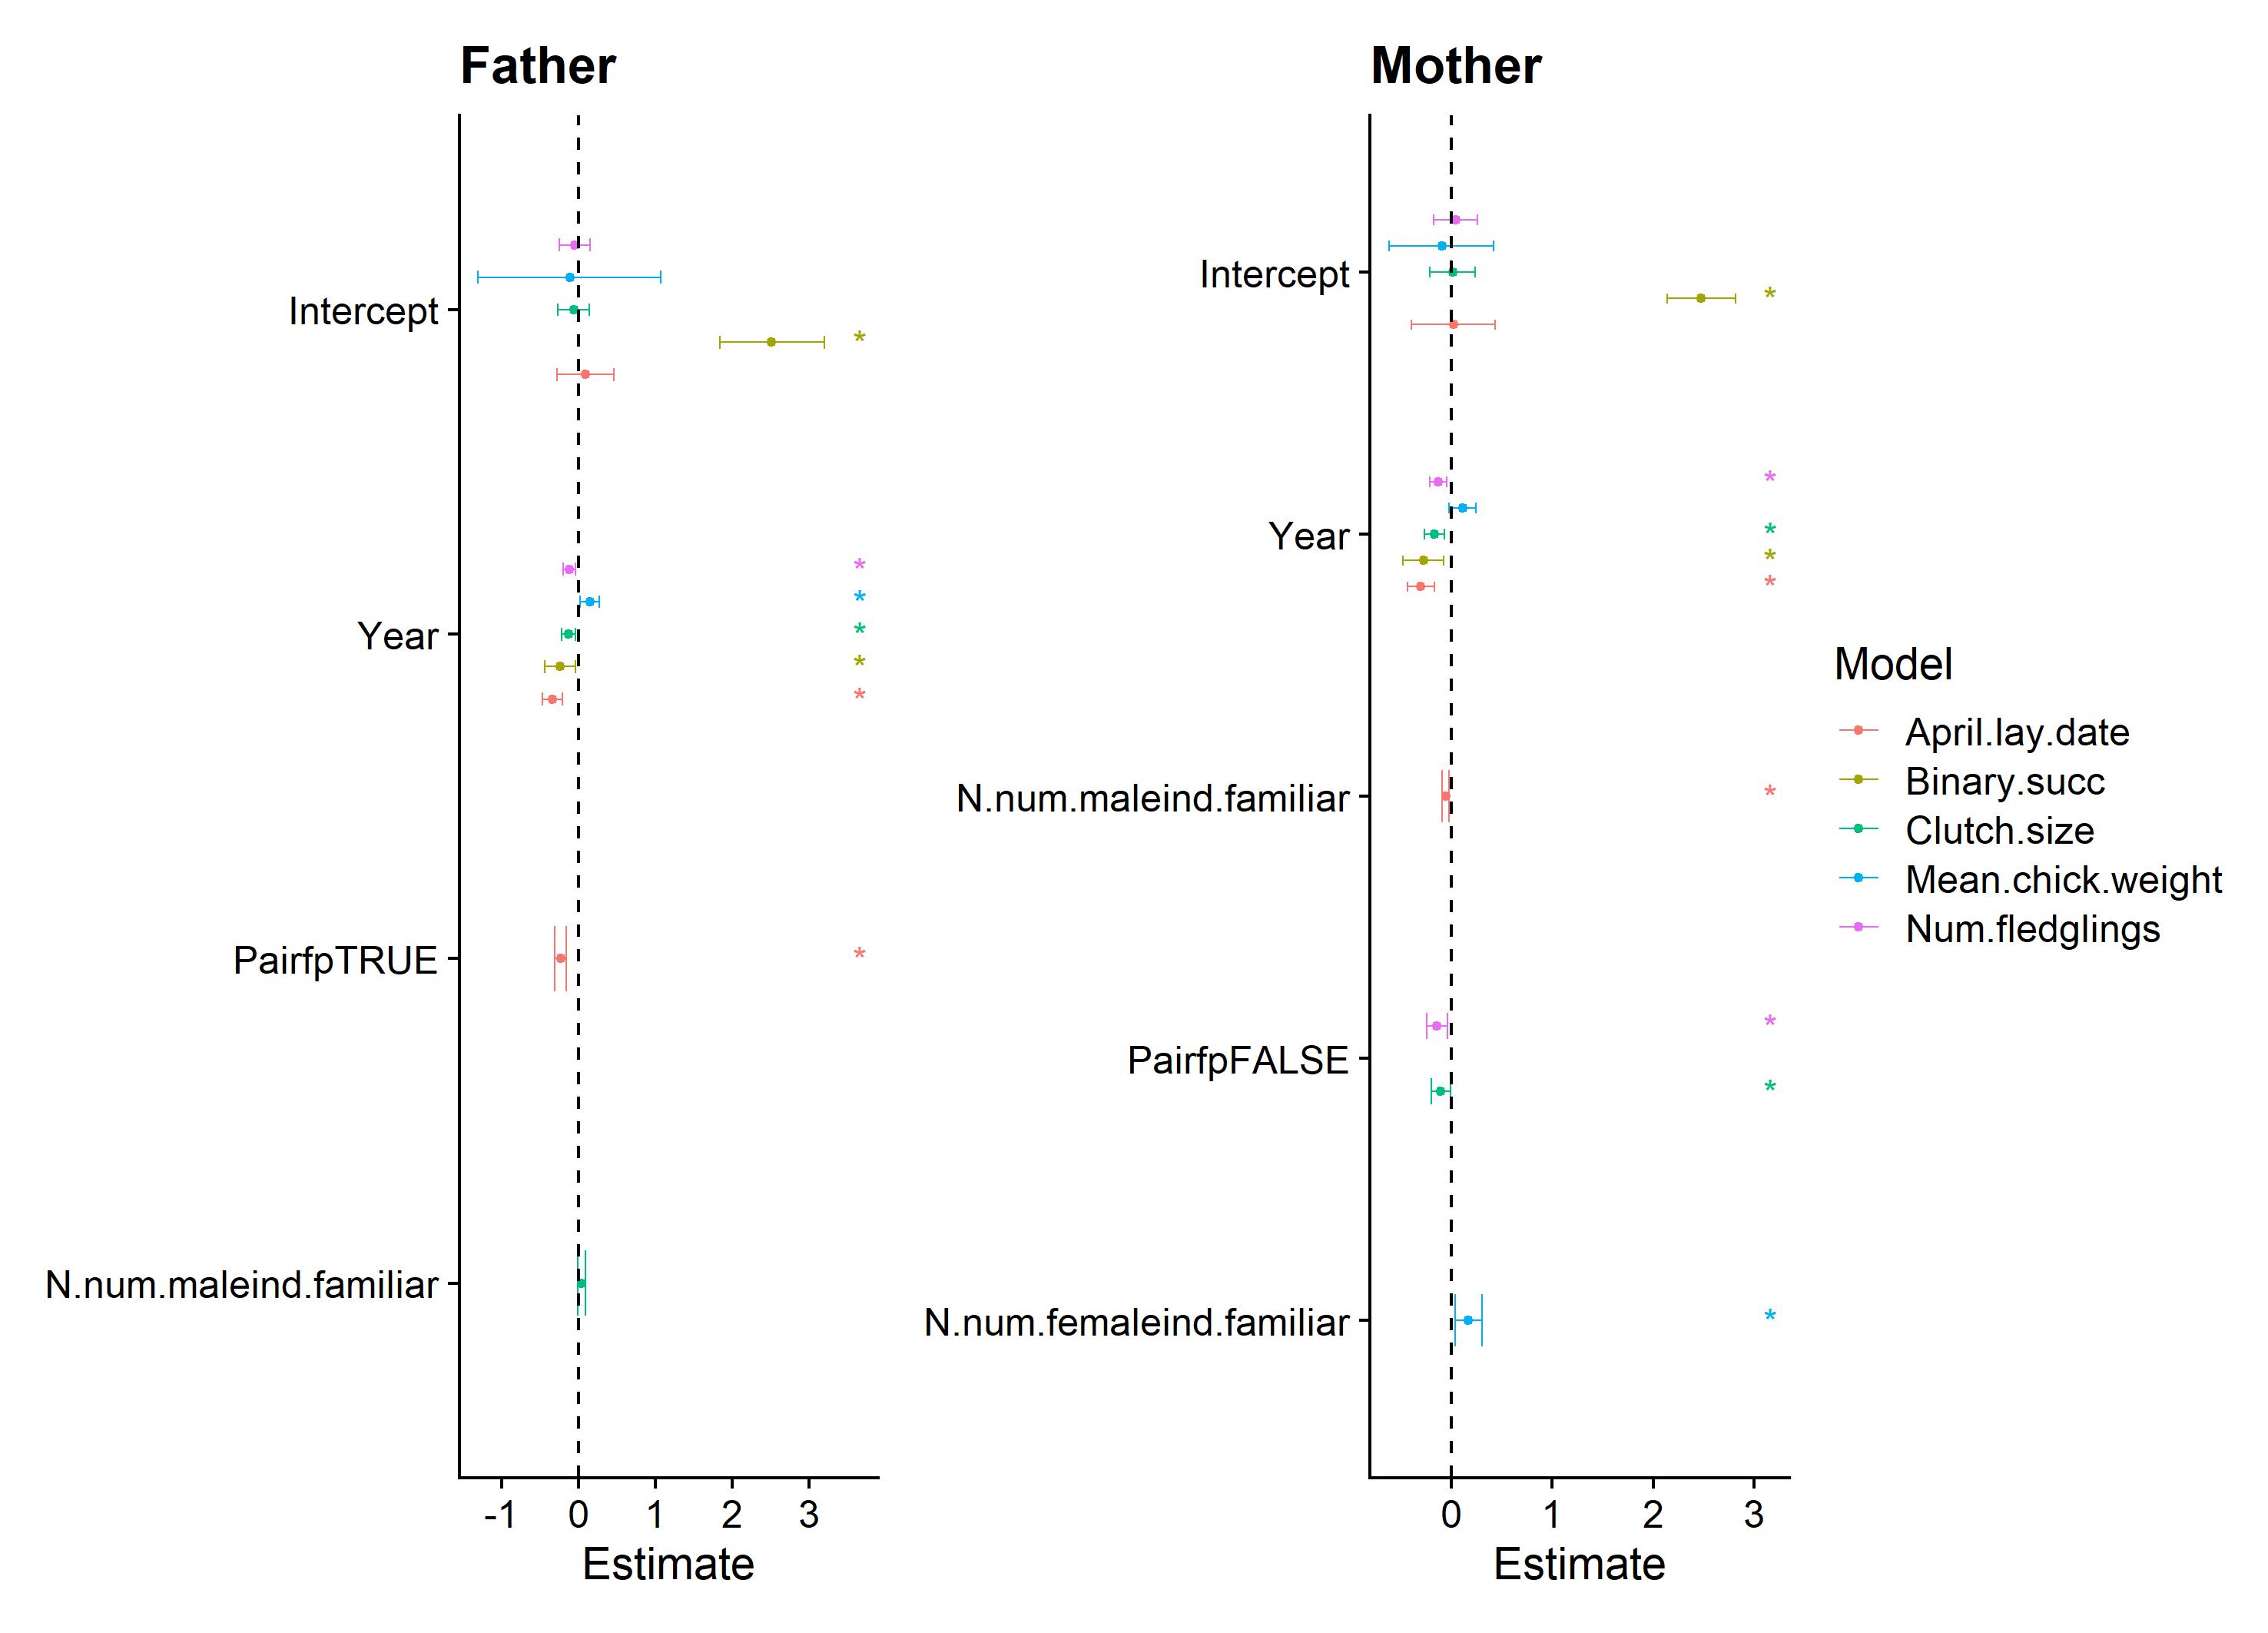 Father
Intercept
*
Year
*
*
*
*
*
PairfpTRUE
*
N.num.maleind.familiar
-1 0 1 2 3
Estimate
Mother
Intercept
*
Year
*
*
*
*
N.num.maleind.familiar
*
PairfpFALSE
*
*
N.num.femaleind.familiar
*
0 1 2 3
Estimate
Model
April.lay.date
Binary.succ
Clutch.size
Mean.chick.weight
Num.fledglings